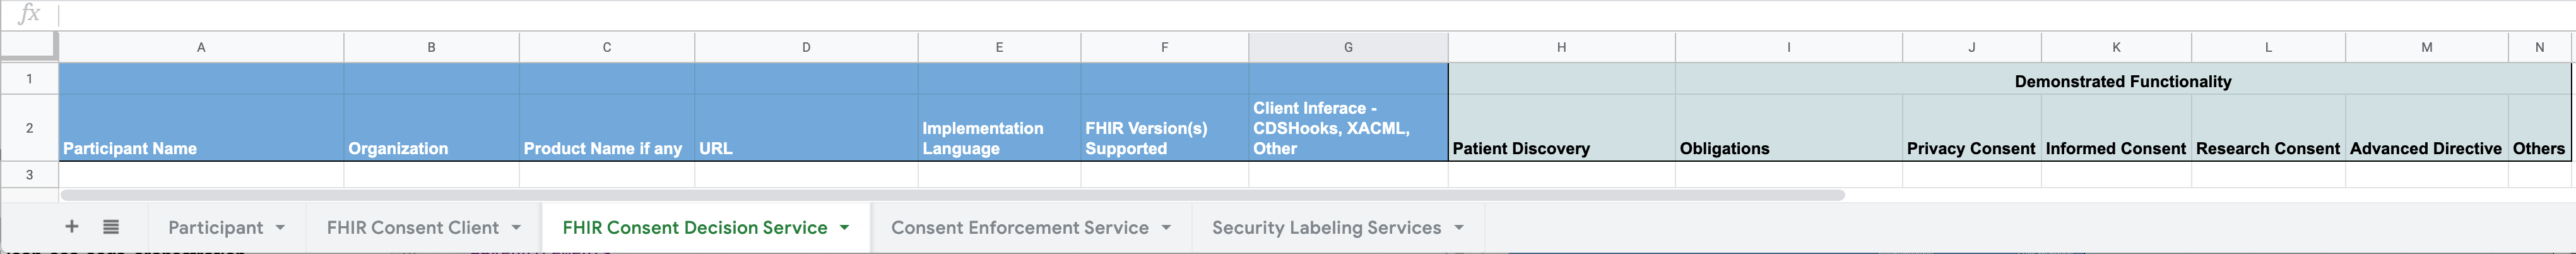 fx
A B C D E F G H I J K L M N
1 Demonstrated Functionality
2 Participant Name Organization Product Name if any URL Implementation Language FHIR Version(s) Supported Client Inferace - CDSHooks, XACML, Other Patient Discovery Obligations Privacy Consent Informed Consent Research Consent Advanced Directive Others
3
+ Participant FHIR Consent Client FHIR Consent Decision Service Consent Enforcement Service Security Labeling Services